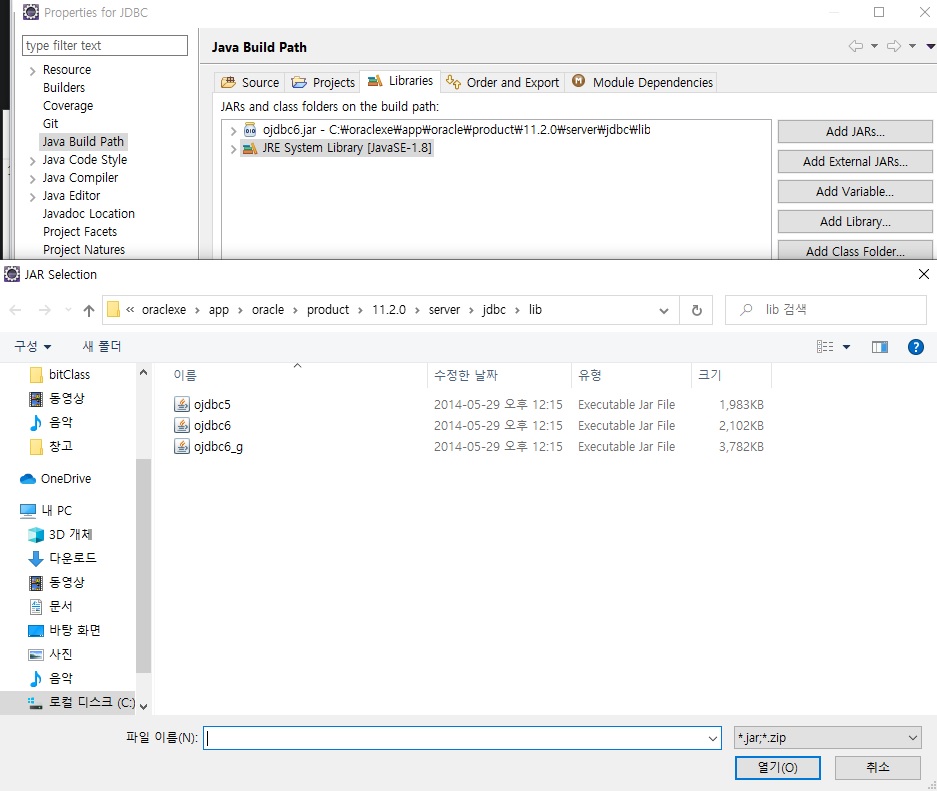 Properties for JDBC
type filter text
Java Build Path
Resource
Builders
Coverage
Git
Java Build Path
Java Code Style
Java Compiler
Java Editor
Javadoc Location
Project Facets
Project Natures
Source Projects Libraries Order and Export Module Dependencies
JARs and class folders on the build path:
ojdbc6.jar - C:₩oraclexe₩app₩oracle₩product₩11.2.0₩server₩jdbc₩lib
JRE System Library [JavaSE-1.8]
Add JARs...
Add External JARs...
Add Variable...
Add Library...
Add Class Folder...
JAR Selection
« oraclexe › app › oracle › product › 11.2.0 › server › jdbc › lib
lib 검색
구성 새 폴더
bitClass
동영상
음악
창고
OneDrive
내 PC
3D 개체
다운로드
동영상
문서
바탕 화면
사진
음악
로컬 디스크 (C:)
이름 수정한 날짜 유형 크기
ojdbc5 2014-05-29 오후 12:15 Executable Jar File 1,983KB
ojdbc6 2014-05-29 오후 12:15 Executable Jar File 2,102KB
ojdbc6_g 2014-05-29 오후 12:15 Executable Jar File 3,782KB
파일 이름(N):
*.jar;*.zip
열기(O) 취소